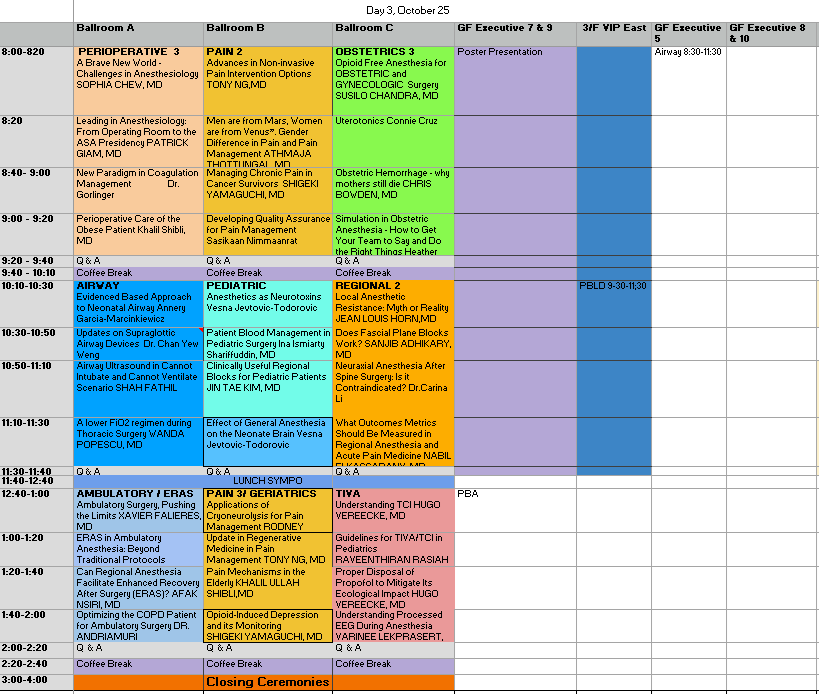 Day 3, October 25
Ballroom A
Ballroom B
Ballroom C
GF Executive 7 & 9
3/F VIP East
GF Executive
5
GF Executive 8
& 10
8:00-820
PERIOPERATIVE 3
A Brave New World -
Challenges in Anesthesiology
SOPHIA CHEW, MD
PAIN 2
Advances in Non-invasive
Pain Intervention Options
TONY NG,MD
OBSTETRICS 3
Opioid Free Anesthesia for
OBSTETRIC and
GYNECOLOGIC Surgery
SUSILO CHANDRA, MD
Poster Presentation
Airway 8:30-11:30
8:20
Leading in Anesthesiology:
From Operating Room to the
ASA Presidency PATRICK
GIAM, MD
Men are from Mars, Women
are from Venus". Gender
Difference in Pain and Pain
Management ATHMAJA
THOTTUNGAL, MD
Uterotonics Connie Cruz
8:40- 9:00
New Paradigm in Coagulation
Management Dr.
Gorlinger
Managing Chronic Pain in
Cancer Survivors SHIGEKI
YAMAGUCHI, MD
Obstetric Hemorrhage - why
mothers still die CHRIS
BOWDEN, MD
9:00 - 9:20
Perioperative Care of the
Obese Patient Khalil Shibli,
MD
Developing Quality Assurance
for Pain Management
Sasikaan Nimmaanrat
Simulation in Obstetric
Anesthesia - How to Get
Your Team to Say and Do
the Right Things Heather
9:20 - 9:40
Q & A
Q & A
Q & A
9:40 - 10:10
Coffee Break
Coffee Break
Coffee Break
10:10-10:30
AIRWAY
Evidenced Based Approach
to Neonatal Airway Annery
Garcia-Marcinkiewicz
PEDIATRIC
Anesthetics as Neurotoxins
Vesna Jevtovic-Todorovic
REGIONAL 2
Local Anesthetic
Resistance: Myth or Reality
JEAN LOUIS HORN,MD
PBLD 9-30-11;30
10:30-10:50
Updates on Supraglottic
Airway Devices Dr. Chan Yew
Weng
Patient Blood Management in
Pediatric Surgery Ina Ismiarty
Shariffuddin, MD
Does Fascial Plane Blocks
Work? SANJIB ADHIKARY,
MD
10:50-11:10
Airway Ultrasound in Cannot
Intubate and Cannot Ventilate
Scenario SHAH FATHIL
Clinically Useful Regional
Blocks for Pediatric Patients
JIN TAE KIM, MD
Neuraxial Anesthesia After
Spine Surgery: Is it
Contraindicated? Dr.Carina
Li
11:10-11:30
A lower FiO2 regimen during
Thoracic Surgery WANDA
POPESCU, MD
Effect of General Anesthesia
on the Neonate Brain Vesna
Jevtovic-Todorovic
What Outcomes Metrics
Should Be Measured in
Regional Anesthesia and
Acute Pain Medicine NABIL
ELKASSABANY, MD
11:30-11:40
Q & A
Q & A
Q & A
11:40-12:40
LUNCH SYMPO
12:40-1:00
AMBULATORY / ERAS
Ambulatory Surgery, Pushing
the Limits XAVIER FALIERES,
MD
PAIN 3/ GERIATRICS
Applications of
Cryoneurolysis for Pain
Management RODNEY
TIVA
Understanding TCI HUGO
VEREECKE, MD
PBA
1:00-1:20
ERAS in Ambulatory
Anesthesia: Beyond
Traditional Protocols
Update in Regenerative
Medicine in Pain
Management TONY NG, MD
Guidelines for TIVA/TCI in
Pediatrics
RAVEENTHIRAN RASIAH
1:20-1:40
Can Regional Anesthesia
Facilitate Enhanced Recovery
After Surgery (ERAS)? AFAK
NSIRI, MD
Pain Mechanisms in the
Elderly KHALIL ULLAH
SHIBLI,MD
Proper Disposal of
Propofol to Mitigate Its
Ecological Impact HUGO
VEREECKE, MD
1:40-2:00
Optimizing the COPD Patient
for Ambulatory Surgery DR.
ANDRIAMURI
Opioid-Induced Depression
and its Monitoring
SHIGEKI YAMAGUCHI, MD
Understanding Processed
EEG During Anesthesia
VARINEE LEKPRASERT,
2:00-2:20
Q & A
Q & A
Q & A
2:20-2:40
Coffee Break
Coffee Break
Coffee Break
3:00-4:00
Closing Ceremonies